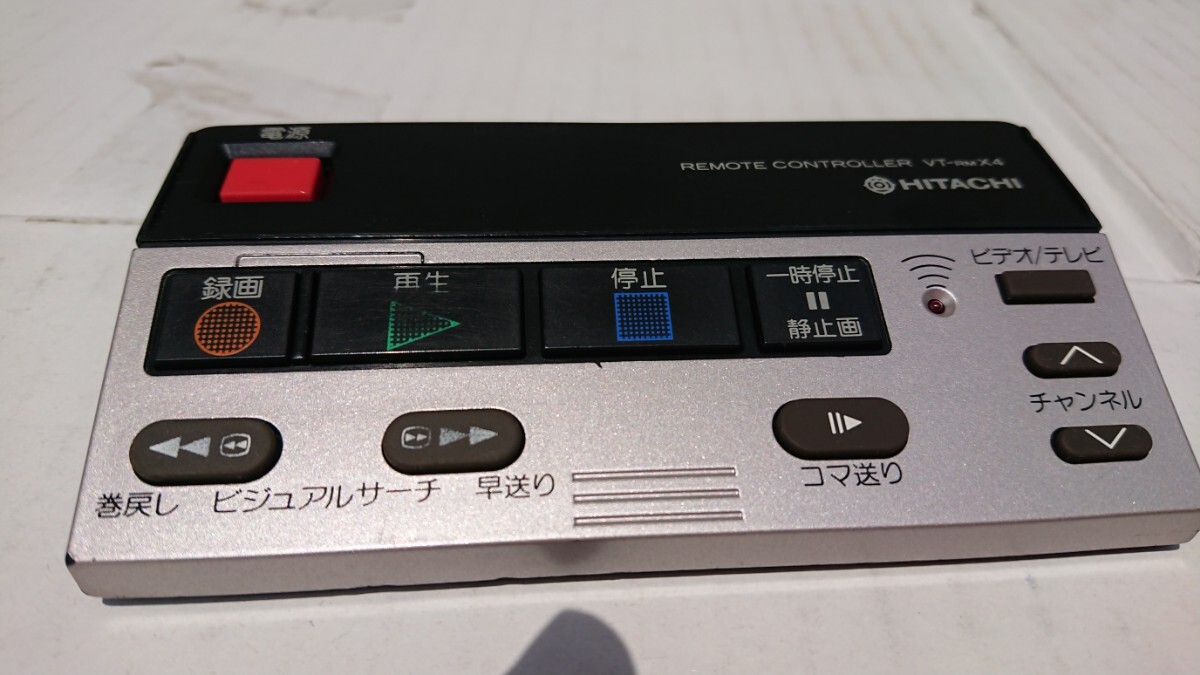 電源
REMOTE CONTROLLER VT-RMX4
HITACHI
録画
再生
停止
一時停止
静止画
ビデオ/テレビ
チャンネル
巻戻し ビジュアルサーチ 早送り
コマ送り